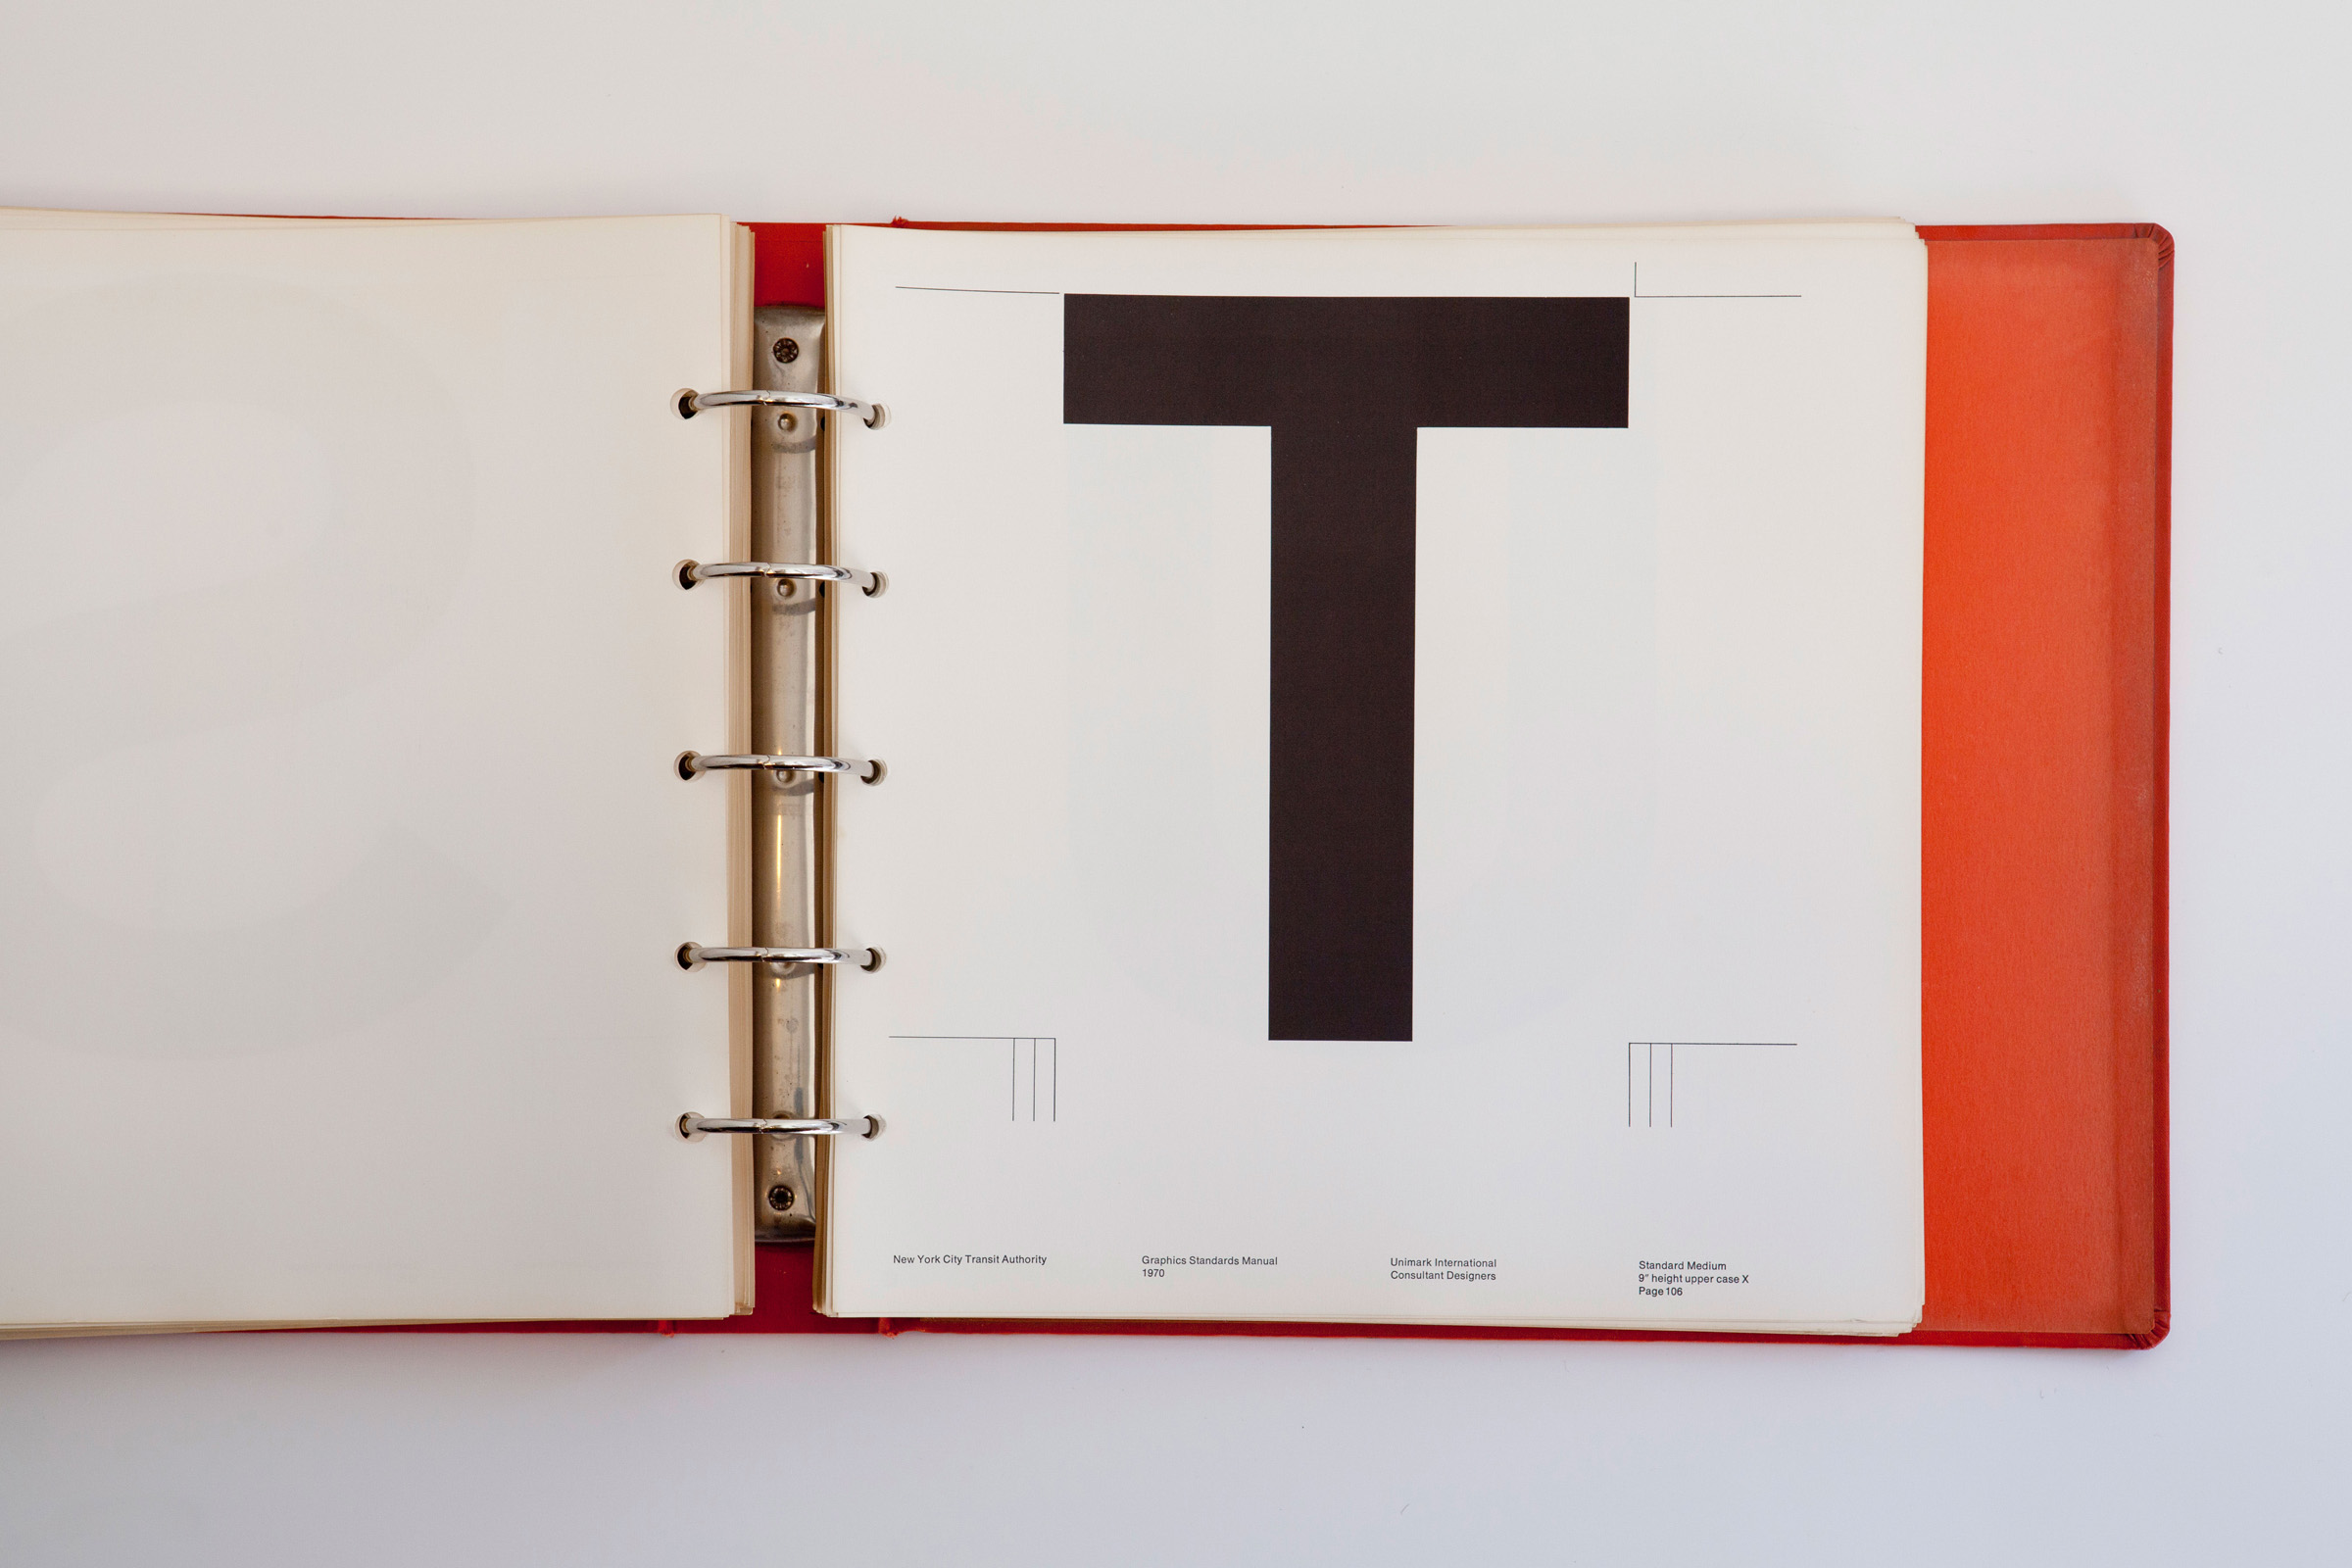 T
New York City Transit Authority
Graphics Standards Manual
1970
Unimark International
Consultant Designers
Standard Medium
9″ height upper case X
Page 106